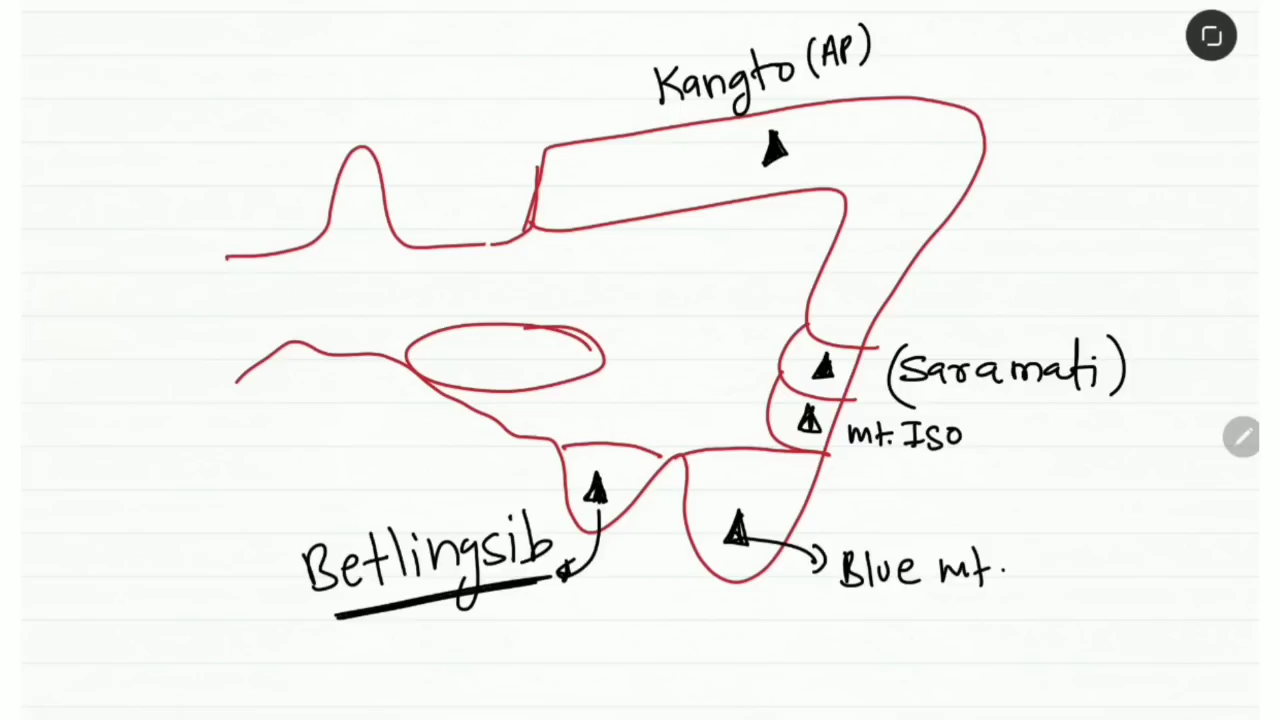 Kangto (AP)
(Saramati)
mt. Iso
Betlingsib
Blue mt.